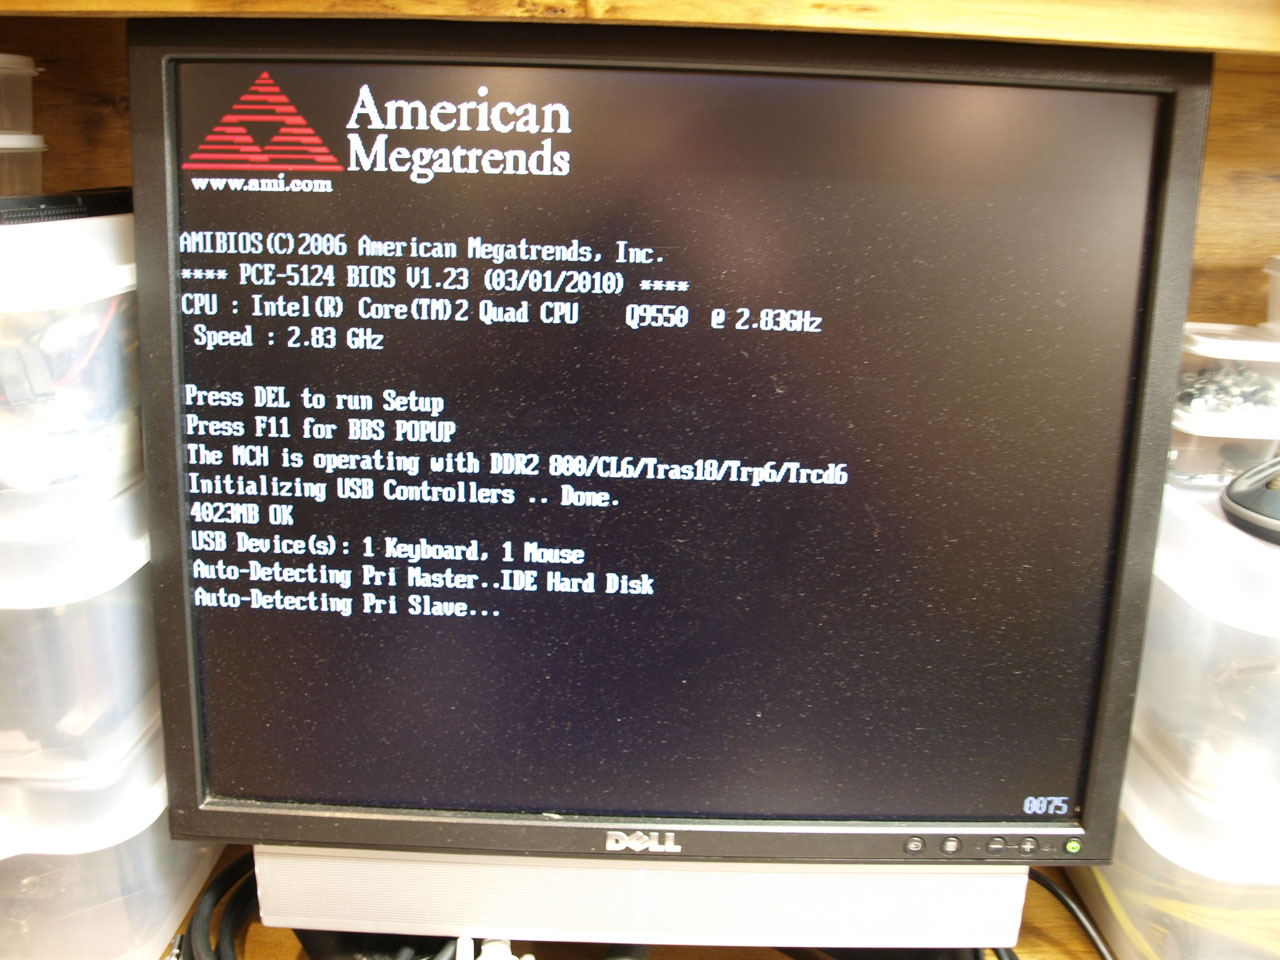 American
Megatrends
www.ami.com
AMIBIOS(C)2006 American Megatrends, Inc.
**** PCE-5124 BIOS V1.23 (03/01/2010) ****
CPU : Intel(R) Core(TM)2 Quad CPU Q9550 @ 2.83GHz
Speed : 2.83 GHz
Press DEL to run Setup
Press F11 for BBS POPUP
The MCH is operating with DDR2 800/CL6/Tras18/Trp6/Trcd6
Initializing USB Controllers .. Done.
4023MB OK
USB Device(s): 1 Keyboard, 1 Mouse
Auto-Detecting Pri Master..IDE Hard Disk
Auto-Detecting Pri Slave...
0075
DELL